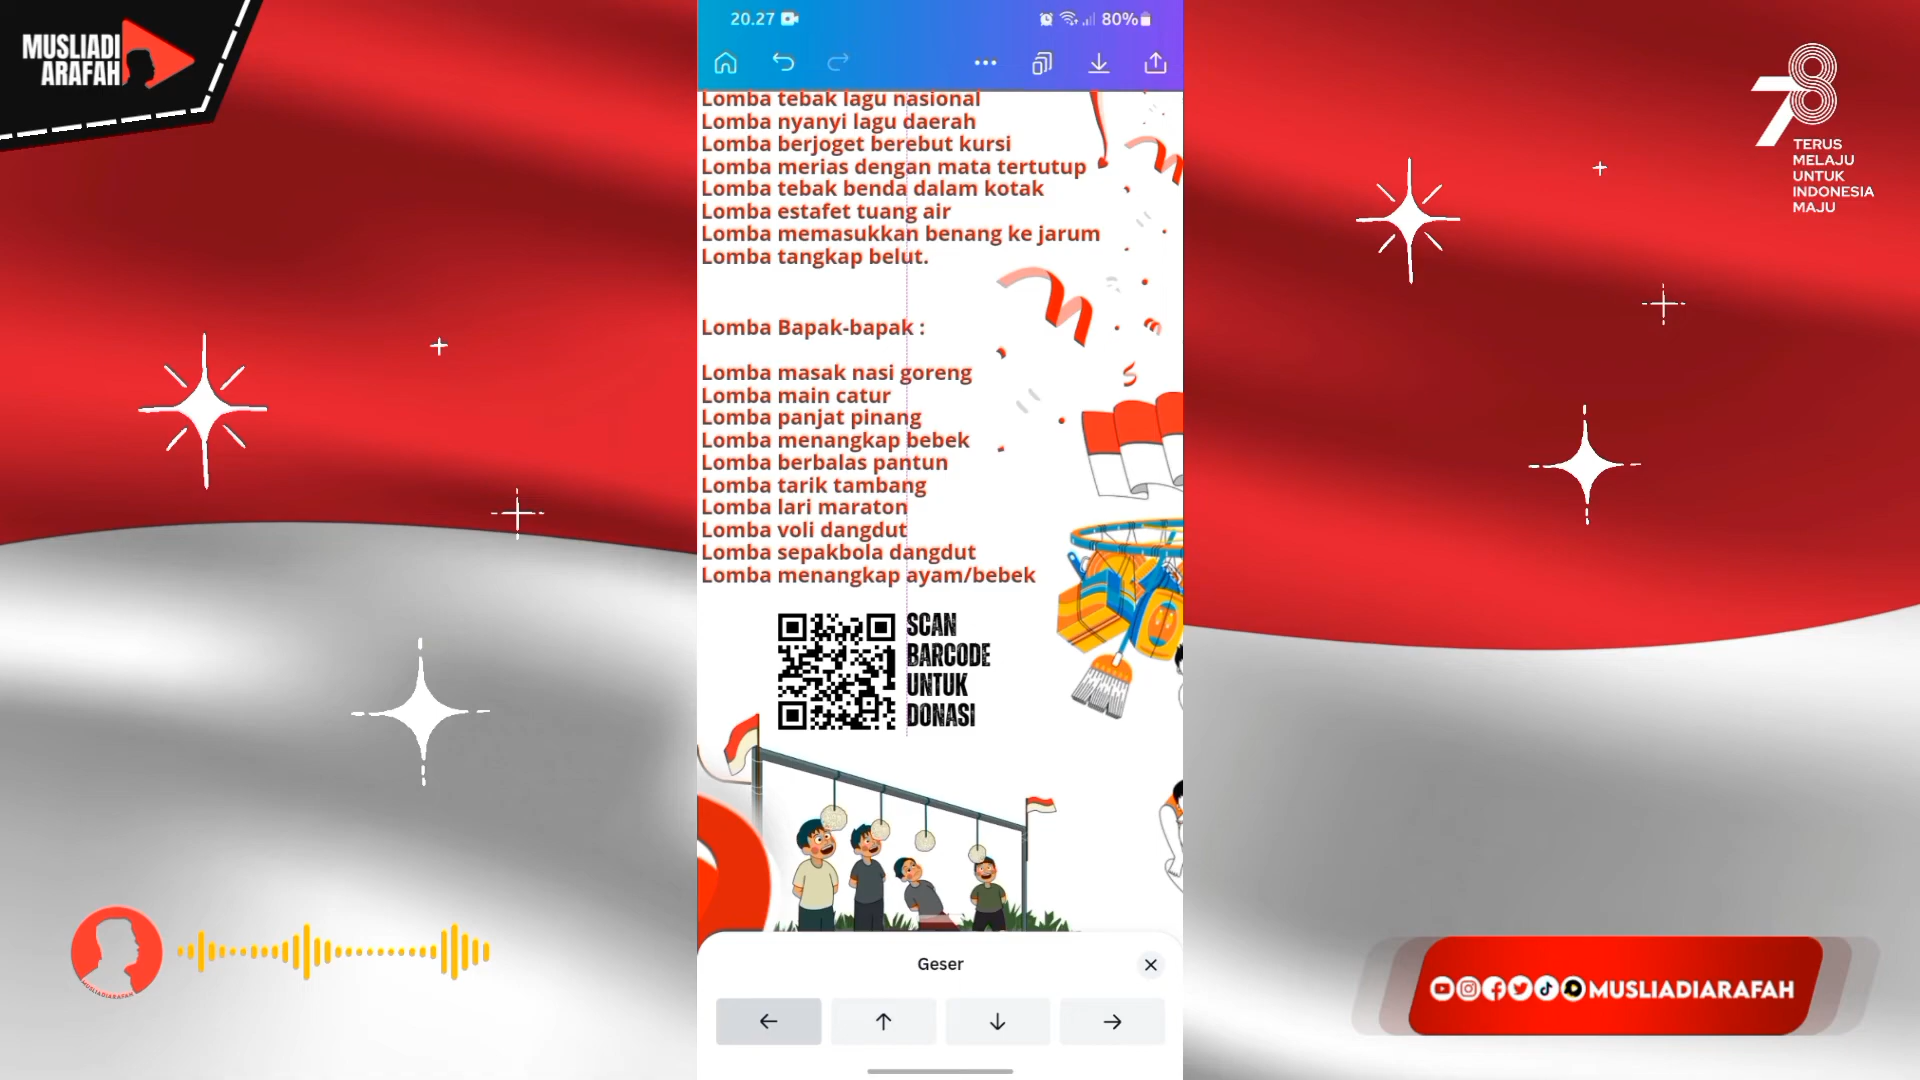 MUSLIADI
ARAFAH
20.27
80%
Lomba tebak lagu nasional
Lomba nyanyi lagu daerah
Lomba berjoget berebut kursi
Lomba merias dengan mata tertutup
Lomba tebak benda dalam kotak
Lomba estafet tuang air
Lomba memasukkan benang ke jarum
Lomba tangkap belut.
Lomba Bapak-bapak :
Lomba masak nasi goreng
Lomba main catur
Lomba panjat pinang
Lomba menangkap bebek
Lomba berbalas pantun
Lomba tarik tambang
Lomba lari maraton
Lomba voli dangdut
Lomba sepakbola dangdut
Lomba menangkap ayam/bebek
SCAN
BARCODE
UNTUK
DONASI
Geser
78
TERUS
MELAJU
UNTUK
INDONESIA
MAJU
MUSLIADIARAFAH
MUSLIADIARAFAH